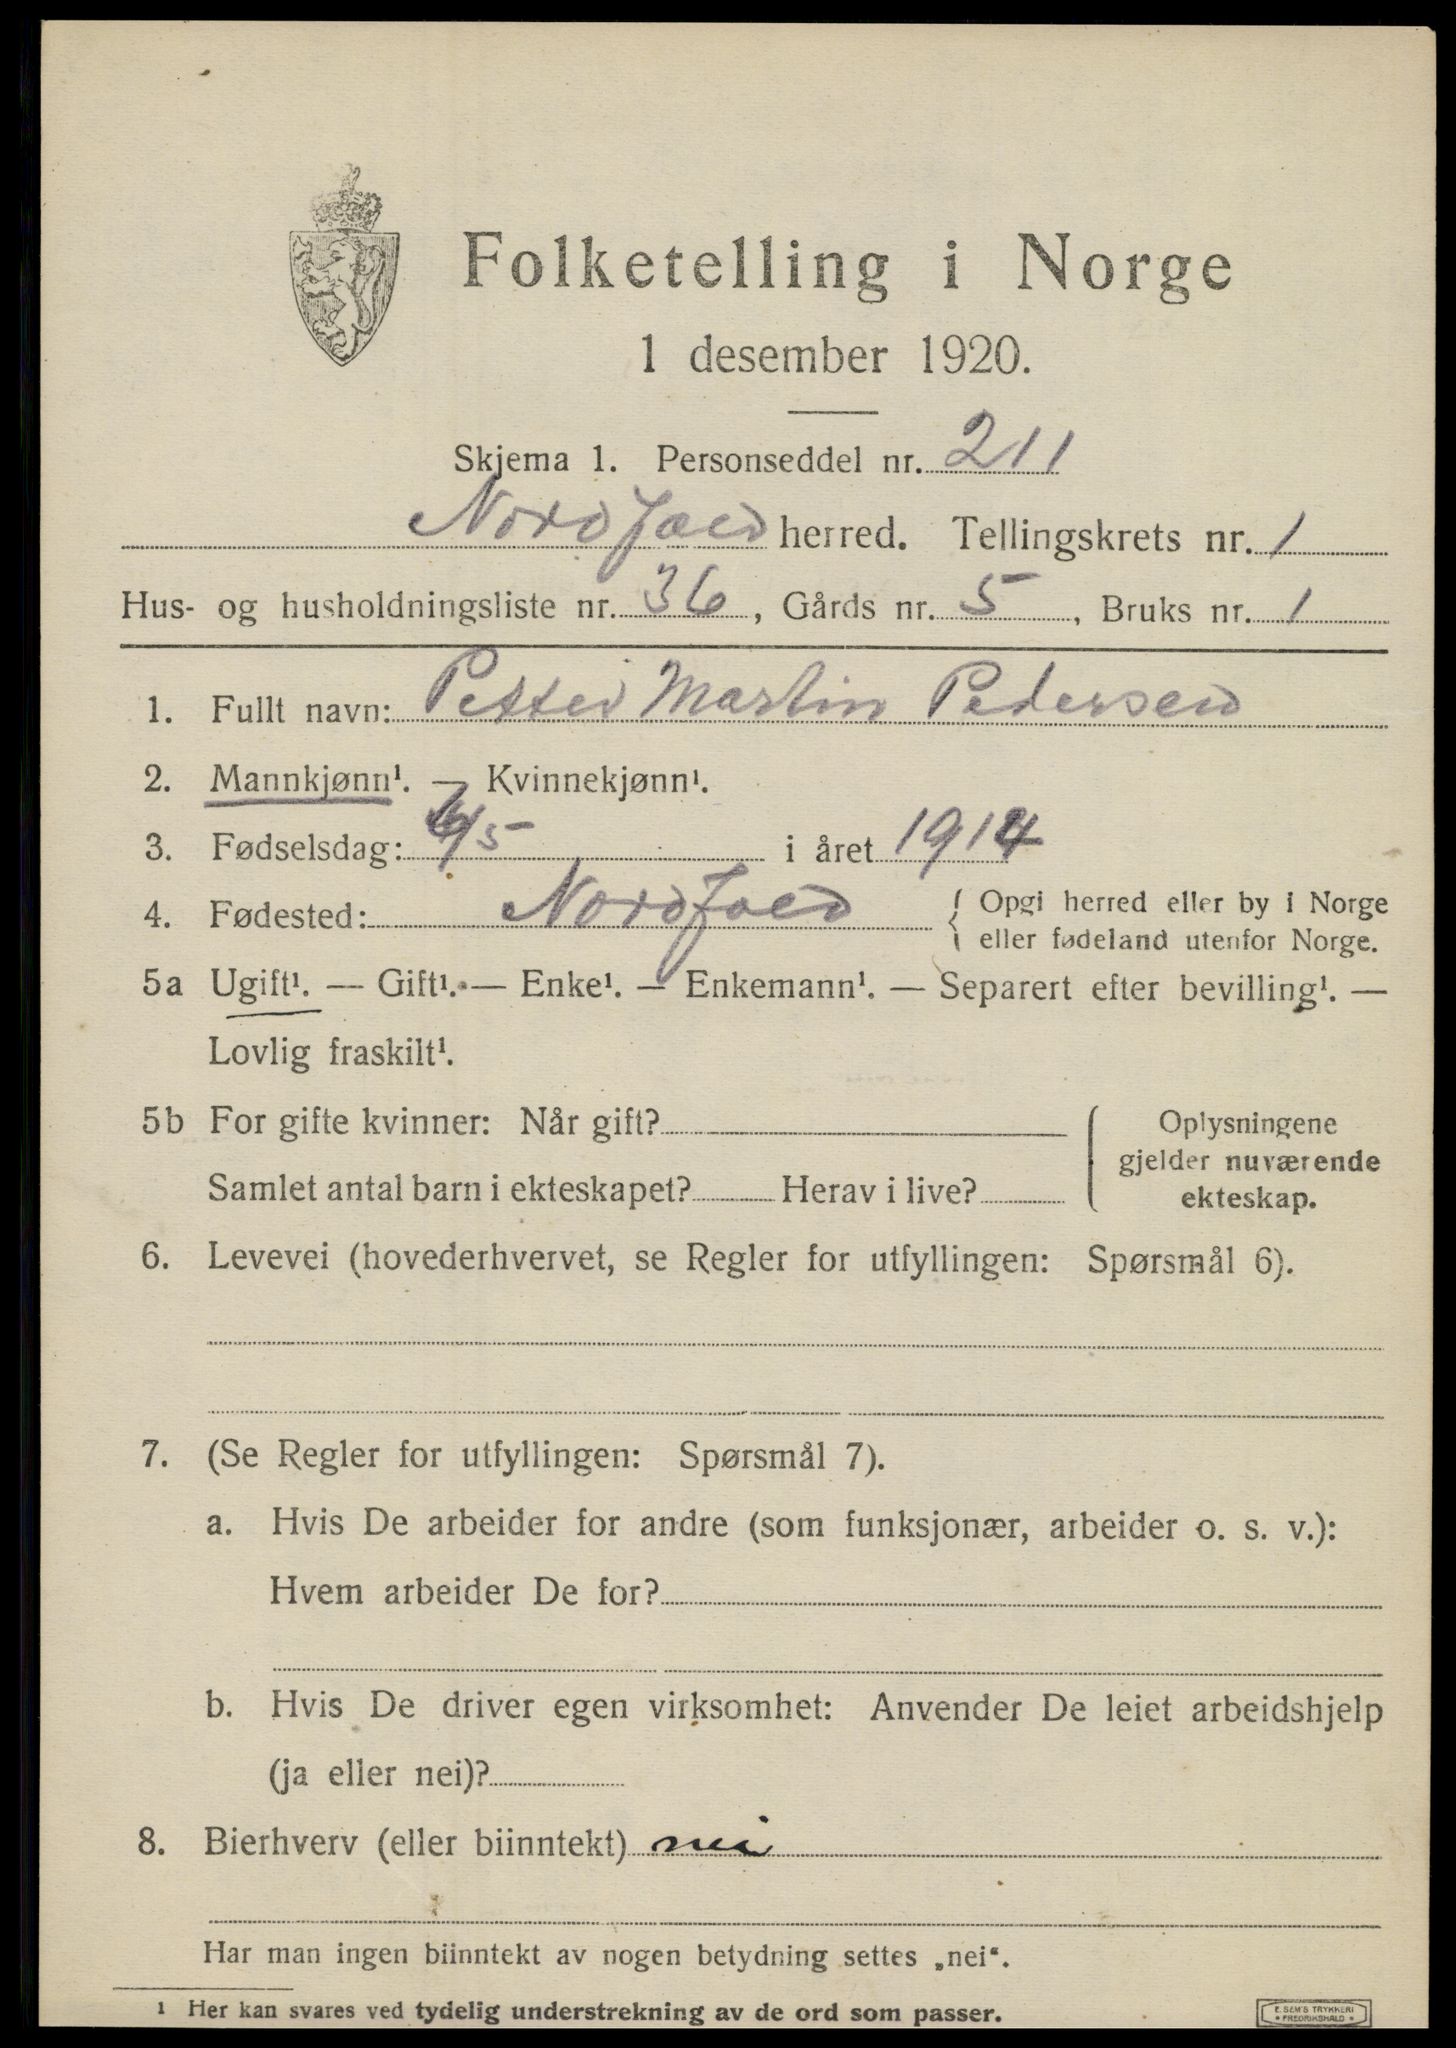 Folketelling i Norge
1 desember 1920.
Skjema 1. Personseddel nr. 211
Nordfold herred. Tellingskrets nr. 1
Hus- og husholdningsliste nr. 36, Gårds nr. 5, Bruks nr. 1
1. Fullt navn: Petter Martin Pedersen
2. Mannkjønn¹. — Kvinnekjønn¹.
3. Fødselsdag: /5 i året 1914
4. Fødested: Nordfold { Opgi herred eller by i Norge
eller fødeland utenfor Norge.
5a Ugift¹. — Gift¹. — Enke¹. — Enkemann¹. — Separert efter bevilling¹. —
Lovlig fraskilt¹.
5b For gifte kvinner: Når gift?
Samlet antal barn i ekteskapet? Herav i live?
{ Oplysningene
gjelder nuværende
ekteskap.
6. Levevei (hovederhvervet, se Regler for utfyllingen: Spørsmål 6).
7. (Se Regler for utfyllingen: Spørsmål 7).
a. Hvis De arbeider for andre (som funksjonær, arbeider o. s. v.):
Hvem arbeider De for?
b. Hvis De driver egen virksomhet: Anvender De leiet arbeidshjelp
(ja eller nei)?
8. Bierhverv (eller biinntekt) nei
Har man ingen biinntekt av nogen betydning settes „nei“.
1 Her kan svares ved tydelig understrekning av de ord som passer.
E. SEM'S TRYKKERI
• FREDRIKSHALD •